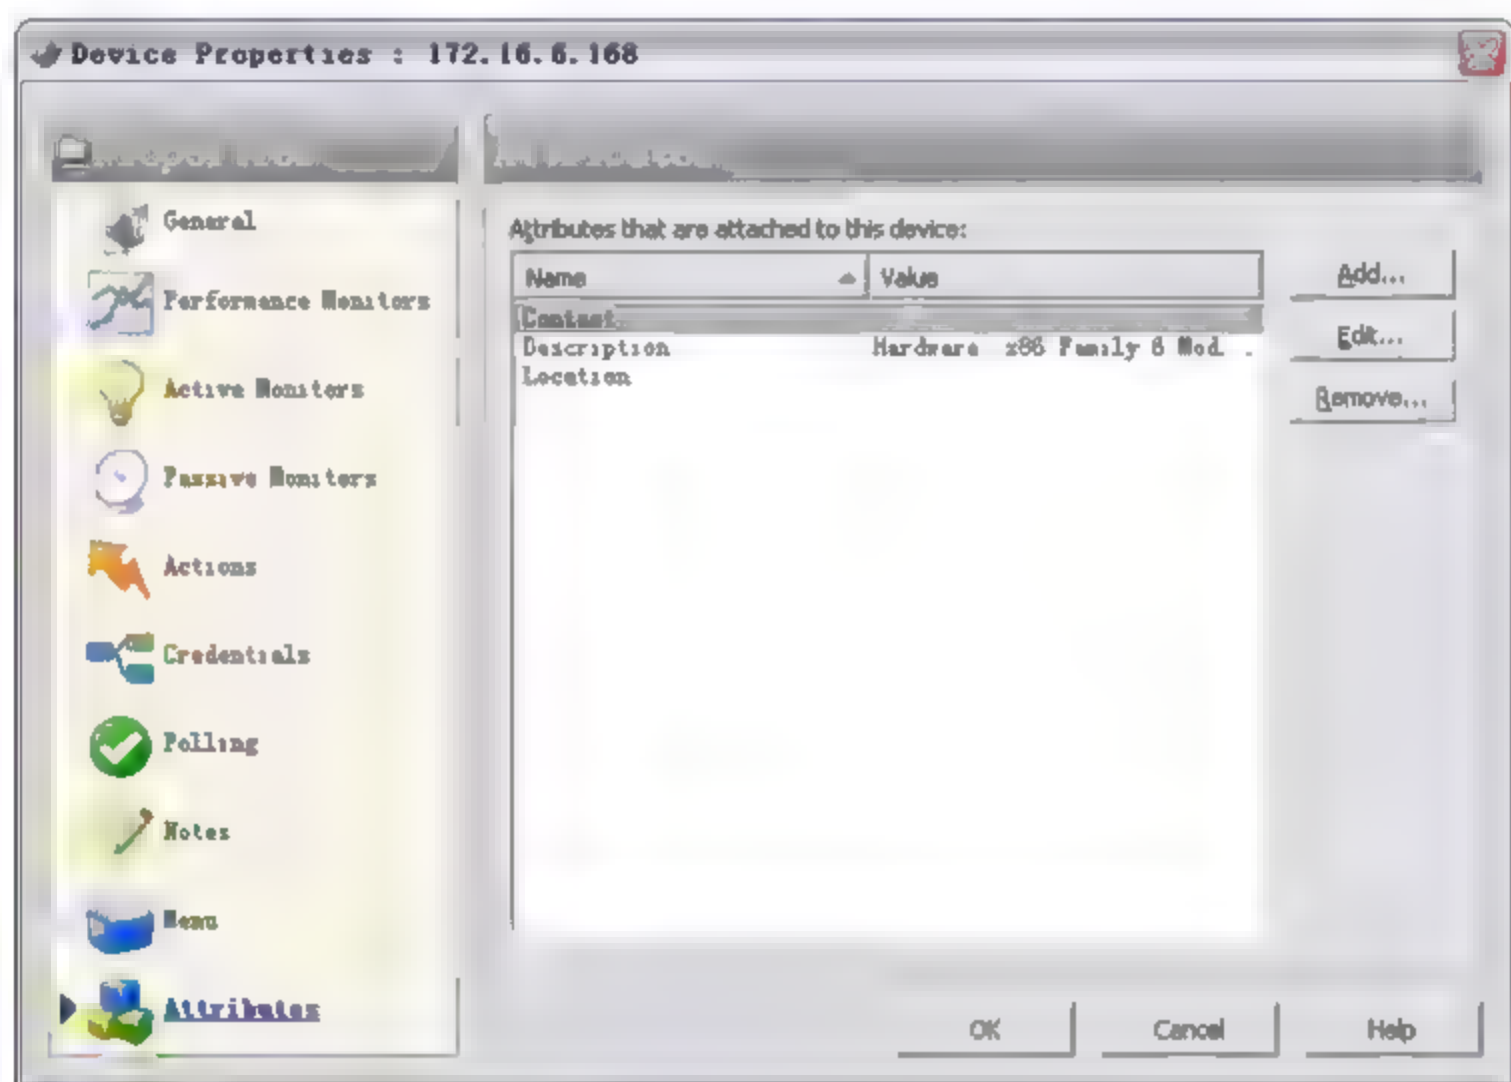 Device Properties : 172.16.6.168
General
Performance Monitors
Active Monitors
Passive Monitors
Actions
Credentials
Polling
Notes
Menu
Attributes
Attributes that are attached to this device:
Name Value
Contact
Description Hardware x86 Family 6 Mod .
Location
Add...
Edit...
Remove...
OK Cancel Help